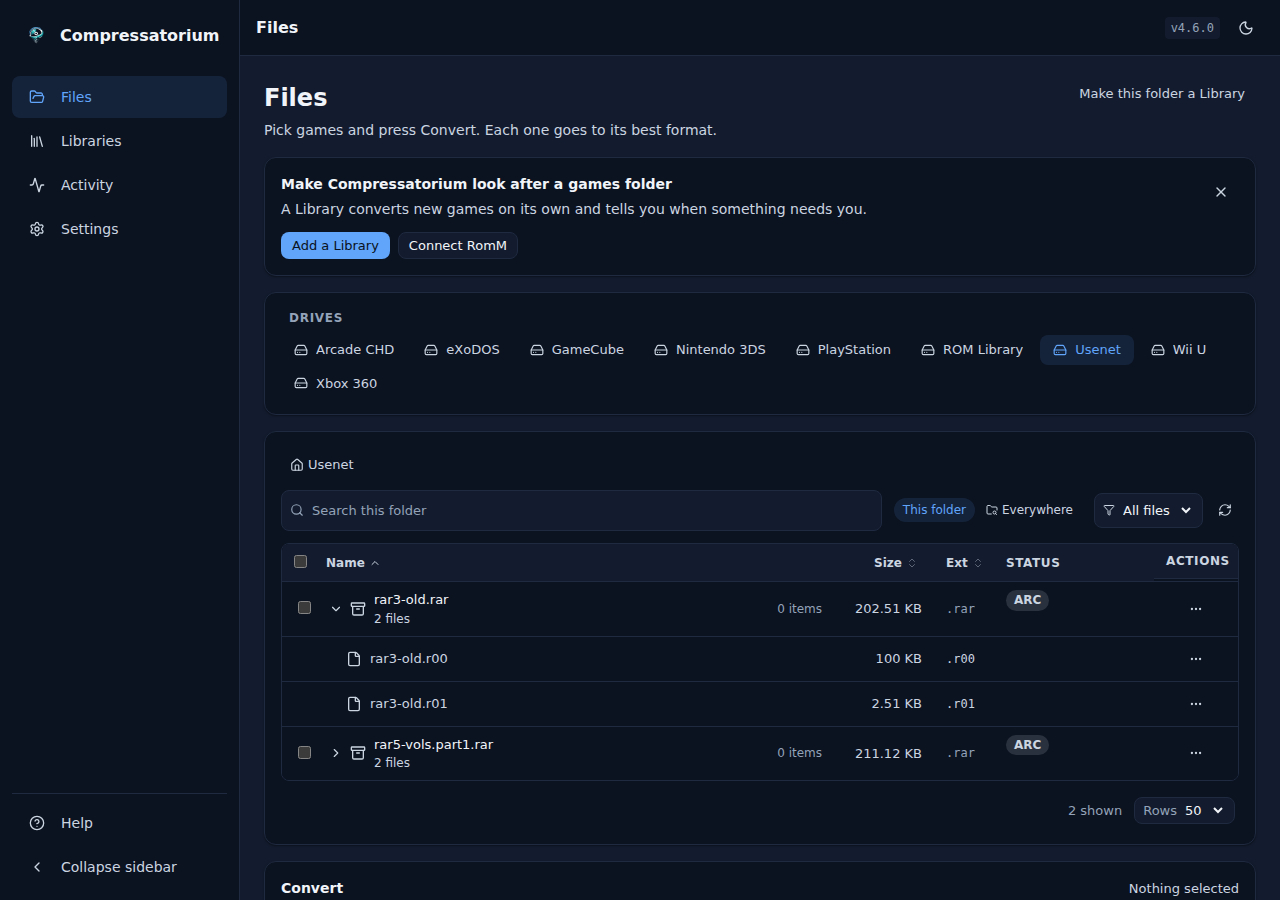 Compressatorium
Files
v4.6.0
Files
Libraries
Activity
Settings
Help
Collapse sidebar
Files
Make this folder a Library
Pick games and press Convert. Each one goes to its best format.
Make Compressatorium look after a games folder
A Library converts new games on its own and tells you when something needs you.
Add a Library
Connect RomM
DRIVES
Arcade CHD
eXoDOS
GameCube
Nintendo 3DS
PlayStation
ROM Library
Usenet
Wii U
Xbox 360
Usenet
Search this folder
This folder
Everywhere
All files
Name
Size
Ext
STATUS
ACTIONS
rar3-old.rar
2 files
0 items
202.51 KB
.rar
ARC
rar3-old.r00
100 KB
.r00
rar3-old.r01
2.51 KB
.r01
rar5-vols.part1.rar
2 files
0 items
211.12 KB
.rar
ARC
2 shown
Rows 50
Convert
Nothing selected